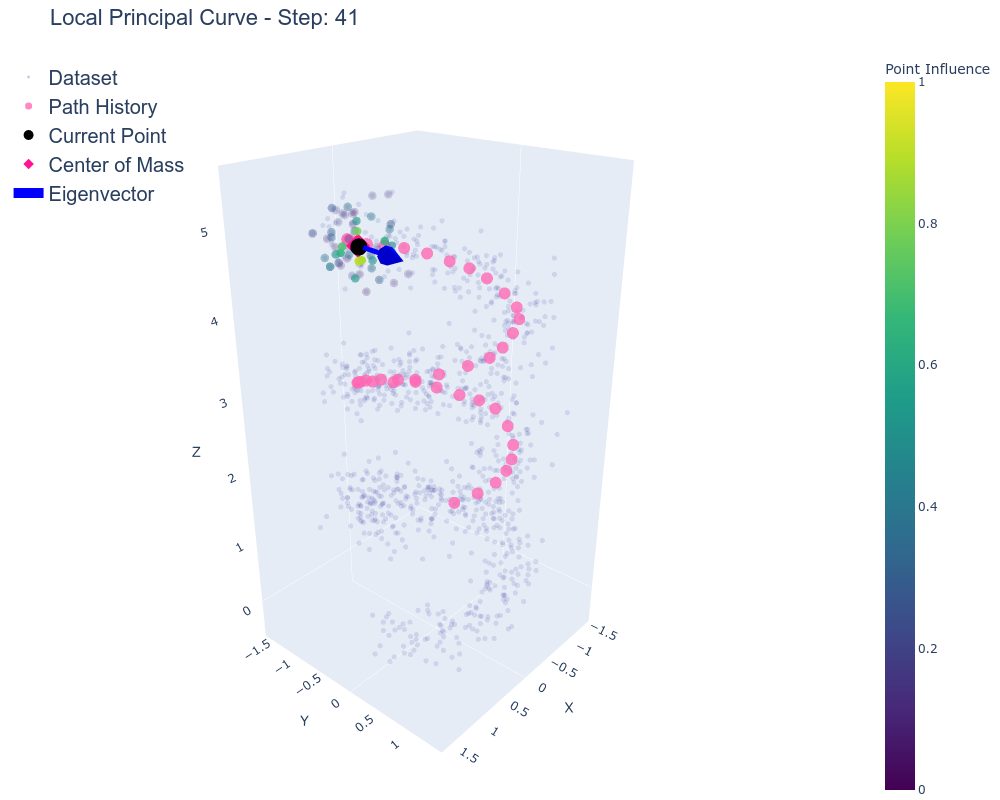 Local Principal Curve - Step: 41
Dataset
Path History
Current Point
Center of Mass
Eigenvector
Point Influence
1
0.8
0.6
0.4
0.2
0
5
4
3
2
1
0
Z
−1.5
−1
−0.5
0
0.5
1
Y
−1.5
−1
−0.5
0
0.5
1
1.5
X